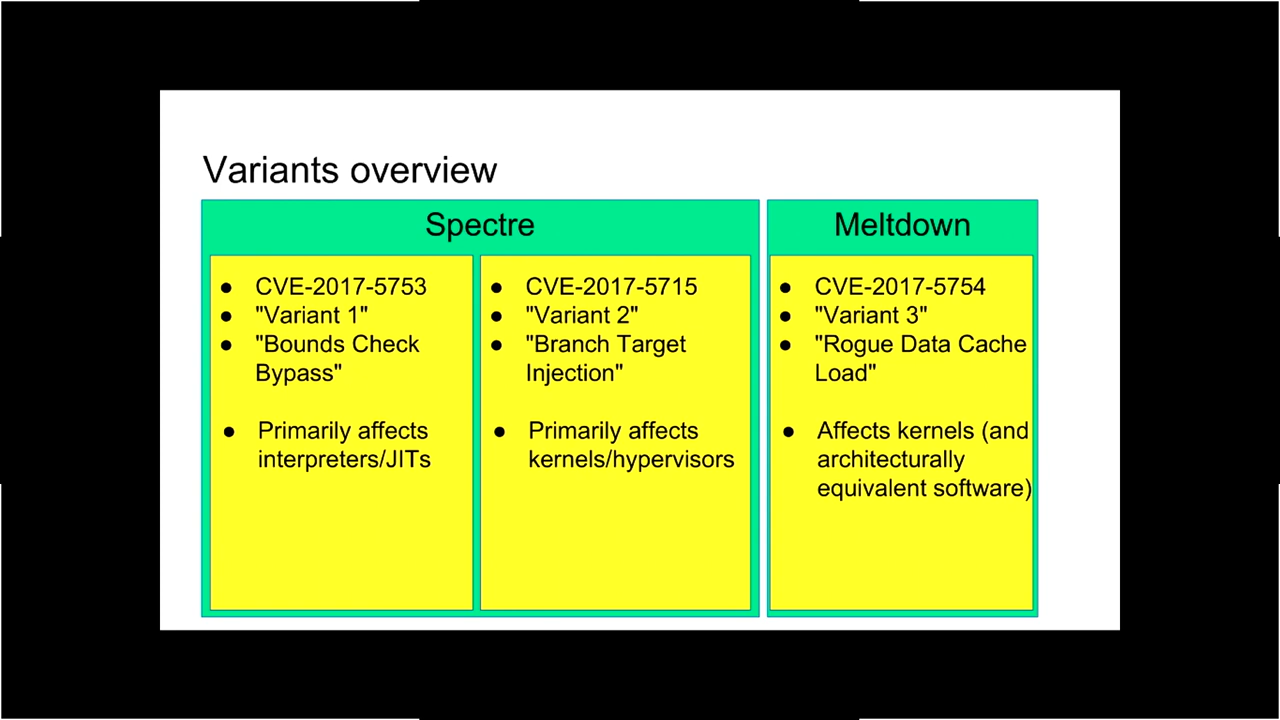 Variants overview
Spectre
● CVE-2017-5753
● "Variant 1"
● "Bounds Check
Bypass"
● Primarily affects
interpreters/JITs
● CVE-2017-5715
● "Variant 2"
● "Branch Target
Injection"
● Primarily affects
kernels/hypervisors
Meltdown
● CVE-2017-5754
● "Variant 3"
● "Rogue Data Cache
Load"
● Affects kernels (and
architecturally
equivalent software)